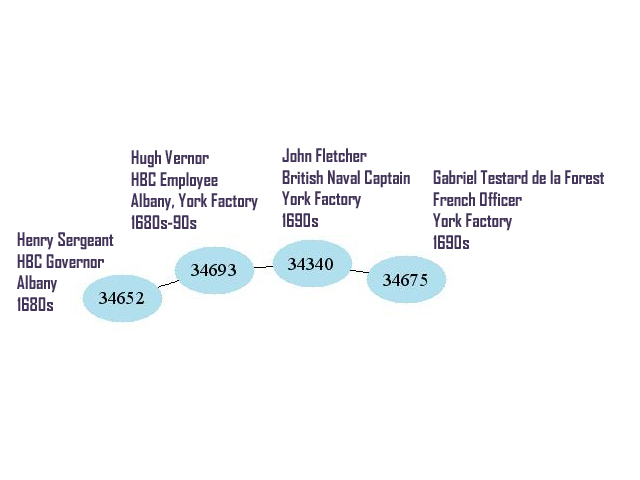 Henry Sergeant
HBC Governor
Albany
1680s
34652
Hugh Vernor
HBC Employee
Albany, York Factory
1680s-90s
34693
John Fletcher
British Naval Captain
York Factory
1690s
34340
Gabriel Testard de la Forest
French Officer
York Factory
1690s
34675